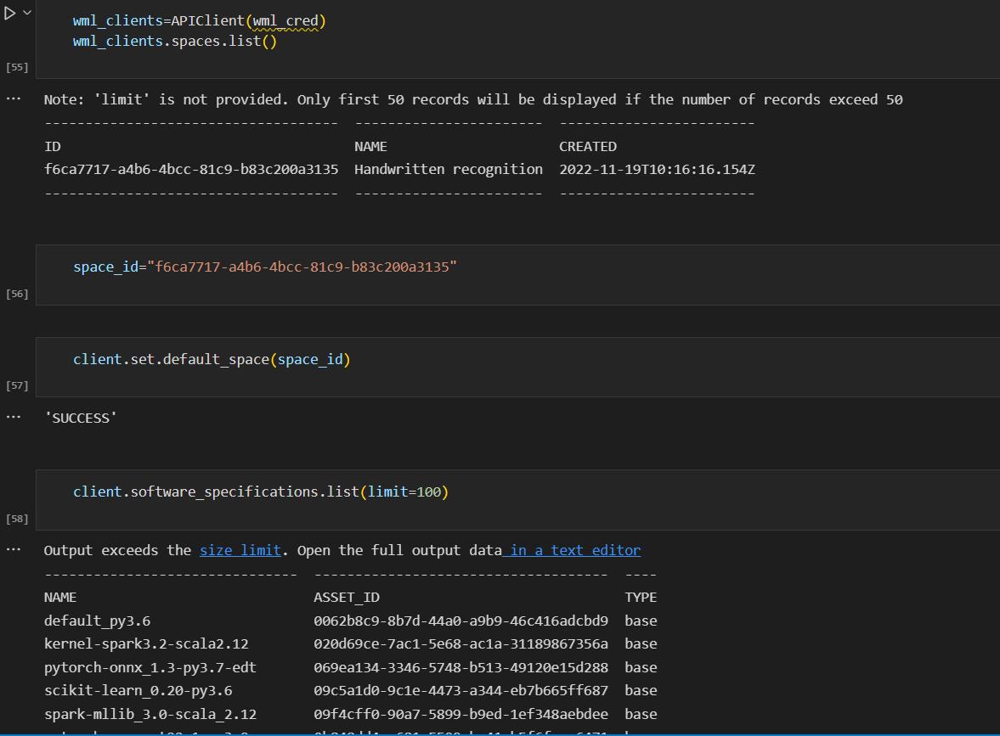 wml_clients=APIClient(wml_cred)
wml_clients.spaces.list()
[55]
Note: 'limit' is not provided. Only first 50 records will be displayed if the number of records exceed 50
------------------------------------  -----------------------  ------------------------
ID                                    NAME                     CREATED
f6ca7717-a4b6-4bcc-81c9-b83c200a3135  Handwritten recognition  2022-11-19T10:16:16.154Z
------------------------------------  -----------------------  ------------------------
space_id="f6ca7717-a4b6-4bcc-81c9-b83c200a3135"
[56]
client.set.default_space(space_id)
[57]
'SUCCESS'
client.software_specifications.list(limit=100)
[58]
Output exceeds the size limit. Open the full output data in a text editor
-------------------------------  ------------------------------------  ----
NAME                             ASSET_ID                              TYPE
default_py3.6                    0062b8c9-8b7d-44a0-a9b9-46c416adcbd9  base
kernel-spark3.2-scala2.12        020d69ce-7ac1-5e68-ac1a-31189867356a  base
pytorch-onnx_1.3-py3.7-edt       069ea134-3346-5748-b513-49120e15d288  base
scikit-learn_0.20-py3.6          09c5a1d0-9c1e-4473-a344-eb7b665ff687  base
spark-mllib_3.0-scala_2.12       09f4cff0-90a7-5899-b9ed-1ef348aebdee  base